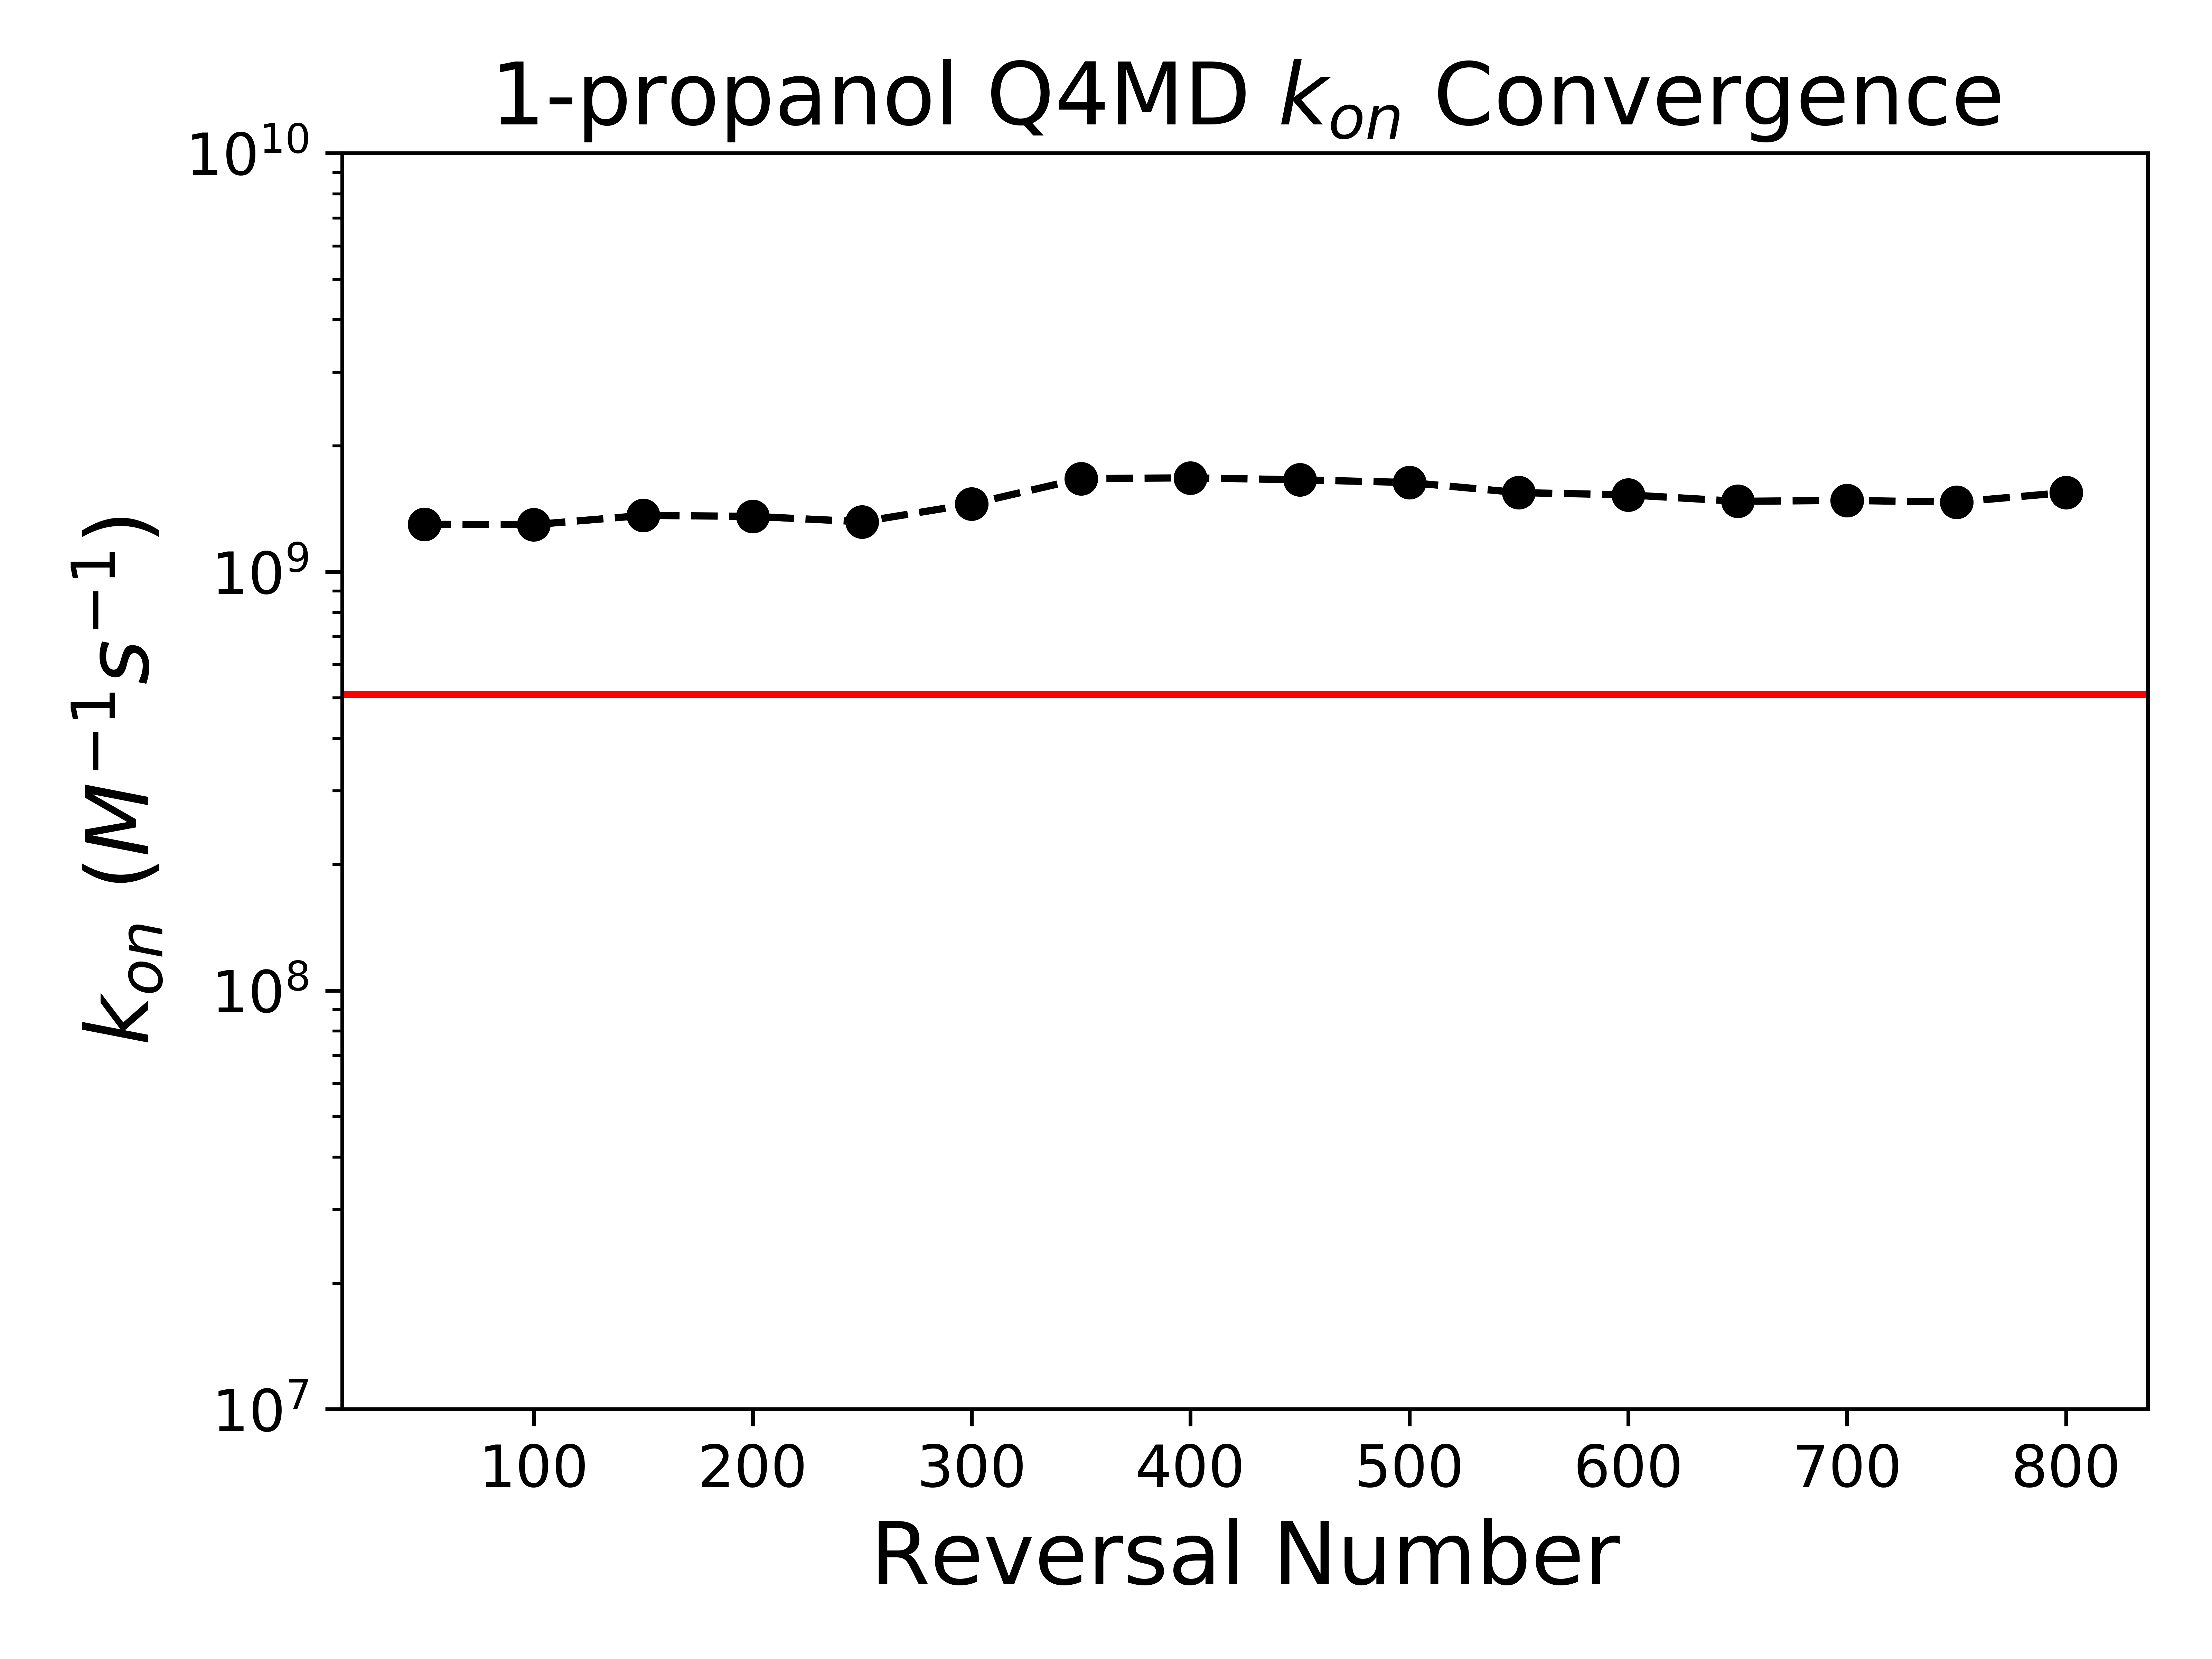 1-propanol Q4MD k_on Convergence
k_on (M^−1 s^−1)
10^10
10^9
10^8
10^7
100 200 300 400 500 600 700 800
Reversal Number